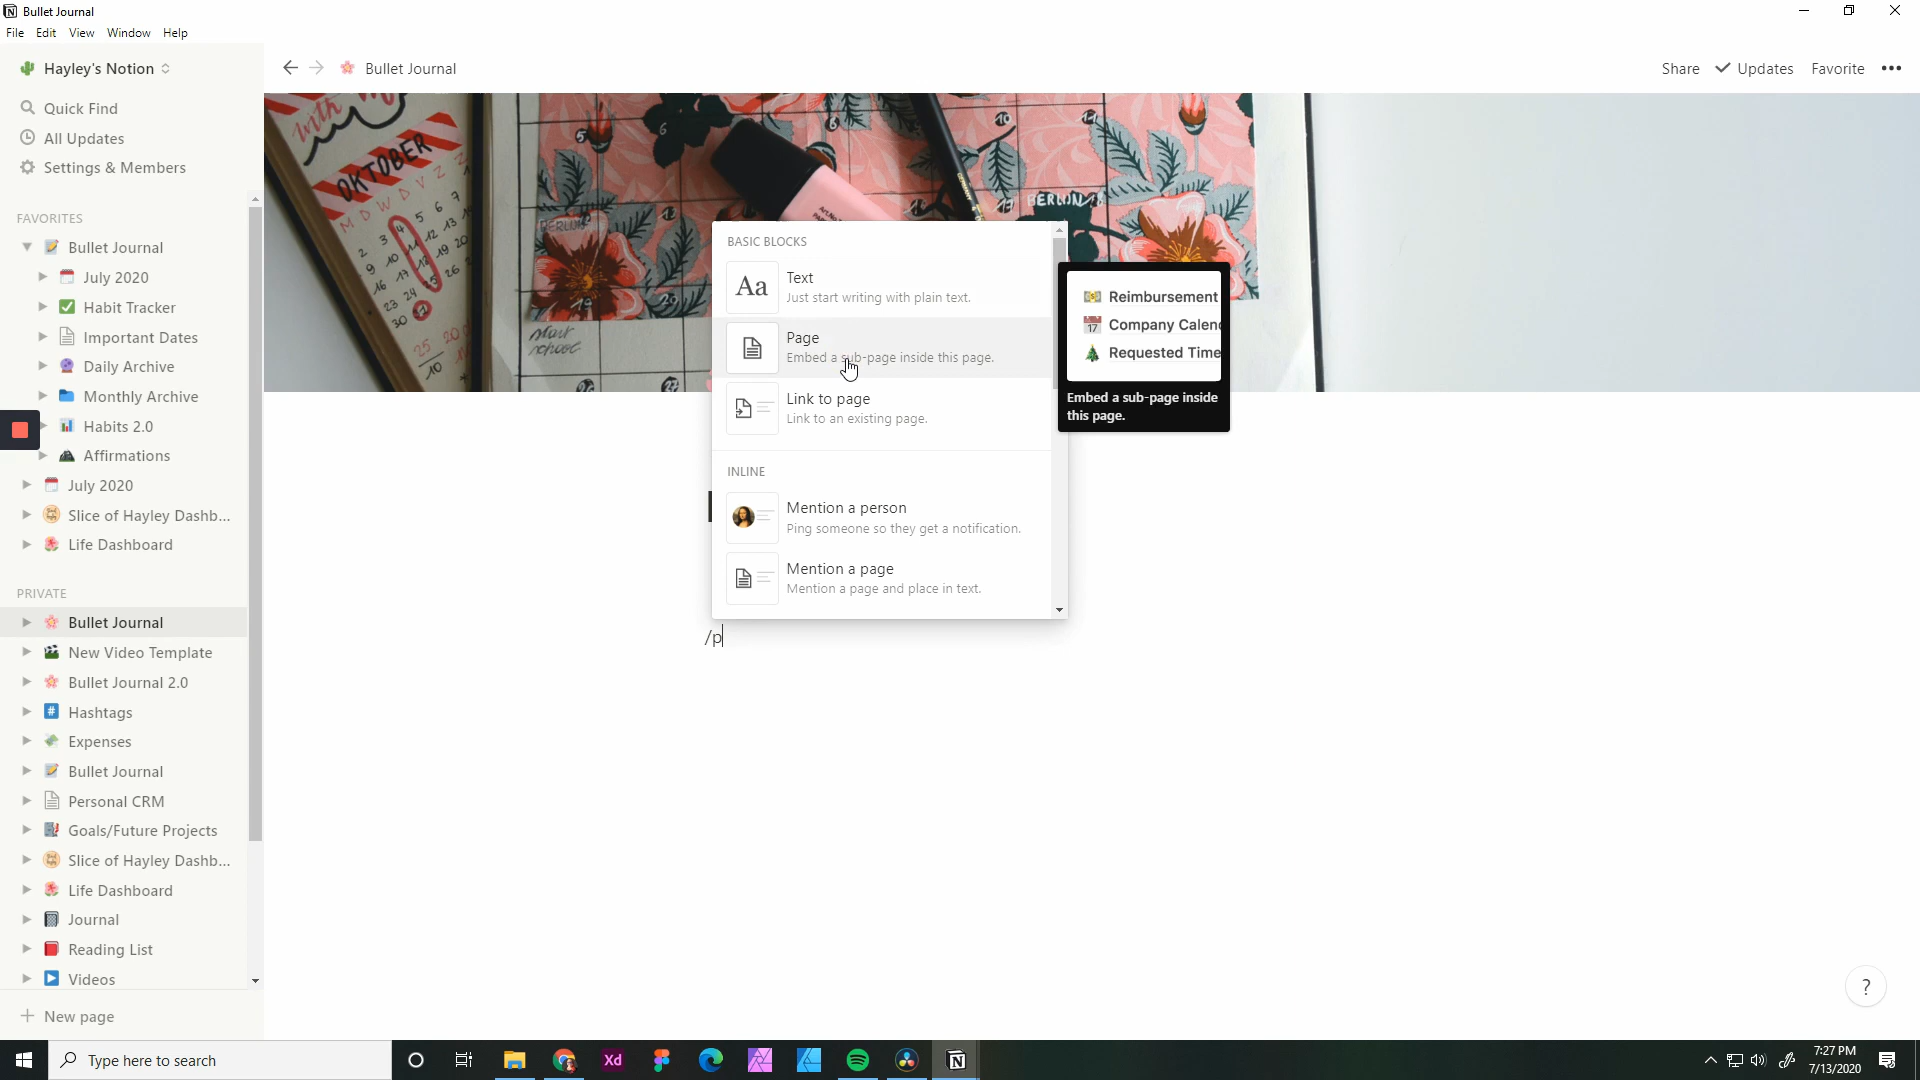 Bullet Journal
File Edit View Window Help
Hayley's Notion
Bullet Journal
Share Updates Favorite •••
Quick Find
All Updates
Settings & Members
FAVORITES
Bullet Journal
July 2020
Habit Tracker
Important Dates
Daily Archive
Monthly Archive
Habits 2.0
Affirmations
July 2020
Slice of Hayley Dashb...
Life Dashboard
PRIVATE
Bullet Journal
New Video Template
Bullet Journal 2.0
Hashtags
Expenses
Bullet Journal
Personal CRM
Goals/Future Projects
Slice of Hayley Dashb...
Life Dashboard
Journal
Reading List
Videos
New page
with
OKTOBER
M D W D V Z
BERLIN
BERLIN
start
school
BASIC BLOCKS
Aa
Text
Just start writing with plain text.
Page
Embed a sub-page inside this page.
Link to page
Link to an existing page.
INLINE
Mention a person
Ping someone so they get a notification.
Mention a page
Mention a page and place in text.
Reimbursement
Company Calen
Requested Time
Embed a sub-page inside
this page.
/p
?
Type here to search
Xd
7:27 PM
7/13/2020